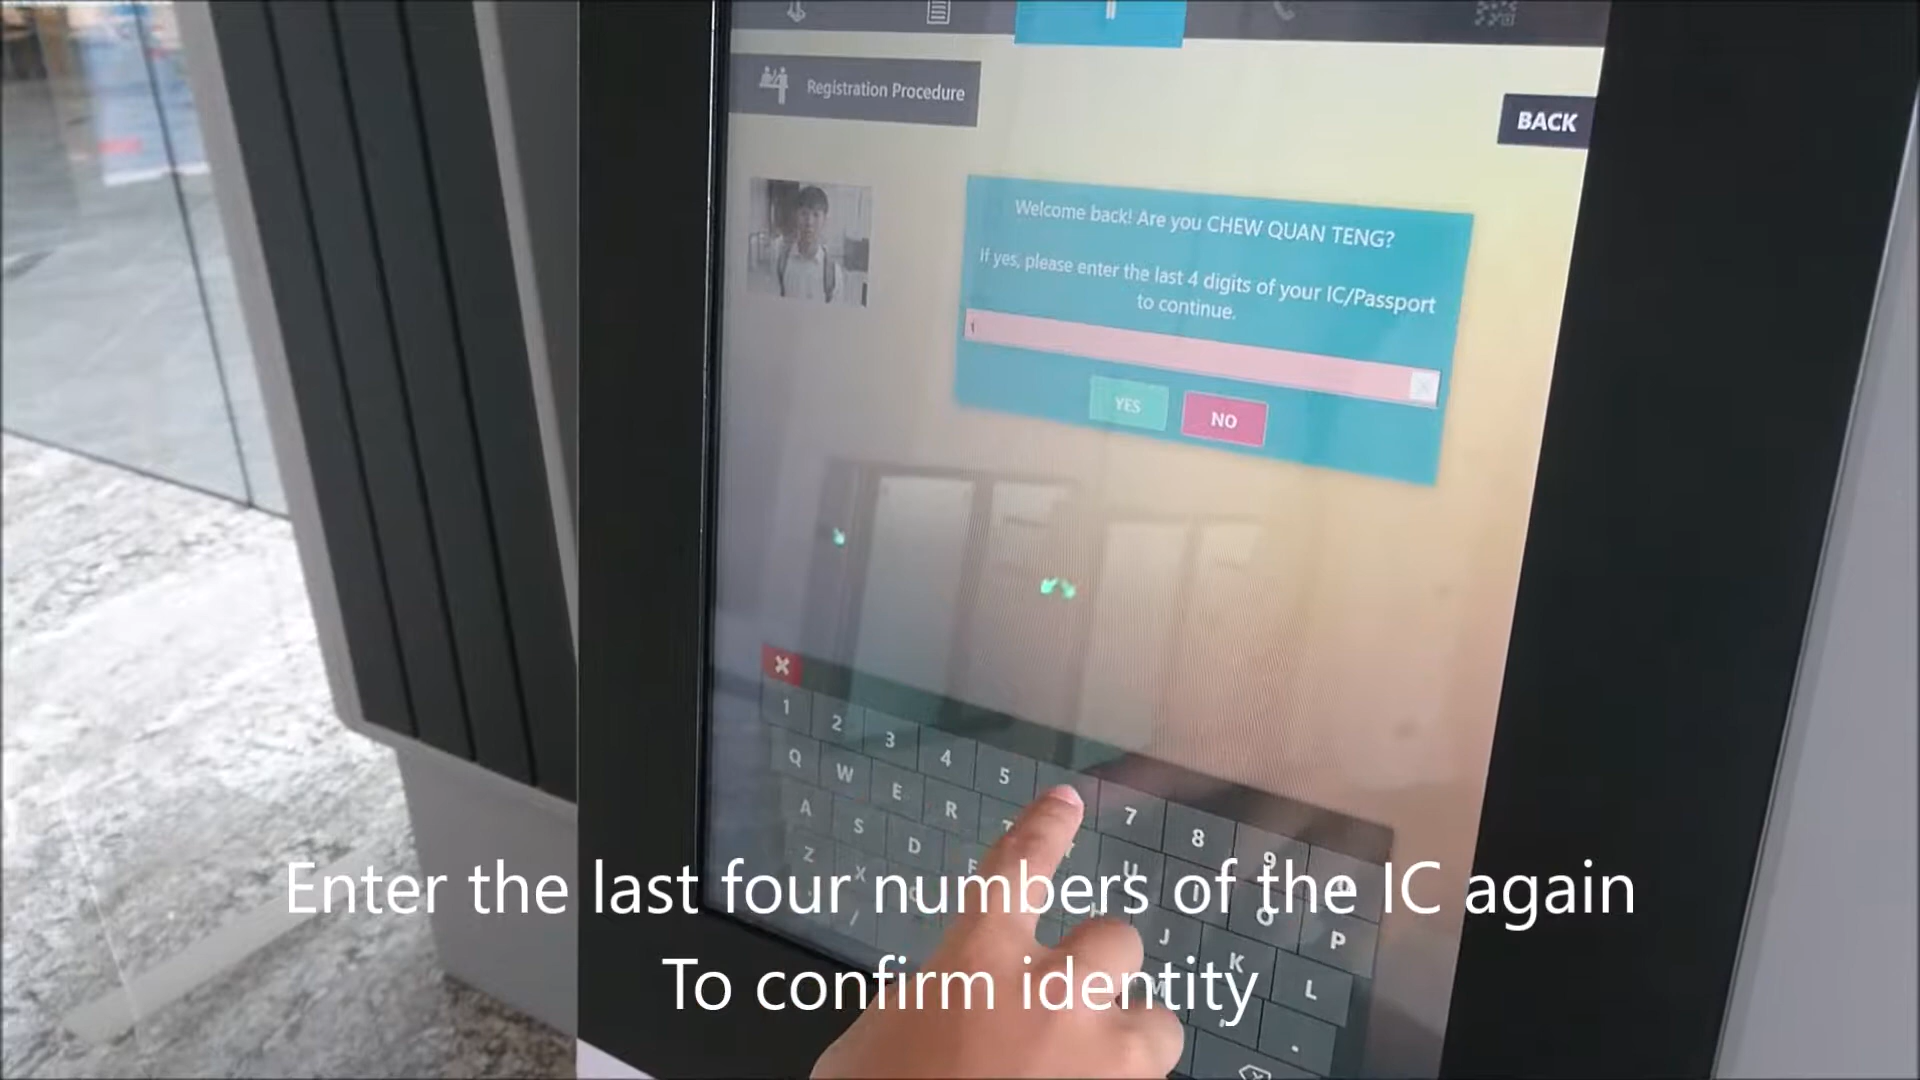 Registration Procedure
BACK
Welcome back! Are you CHEW QUAN TENG?
If yes, please enter the last 4 digits of your IC/Passport
to continue.
1
YES
NO
1 2 3 4 5 7 8 9
Q W E R U I O P
A S D F J K L
Z X M , .
/
Enter the last four numbers of the IC again
To confirm identity